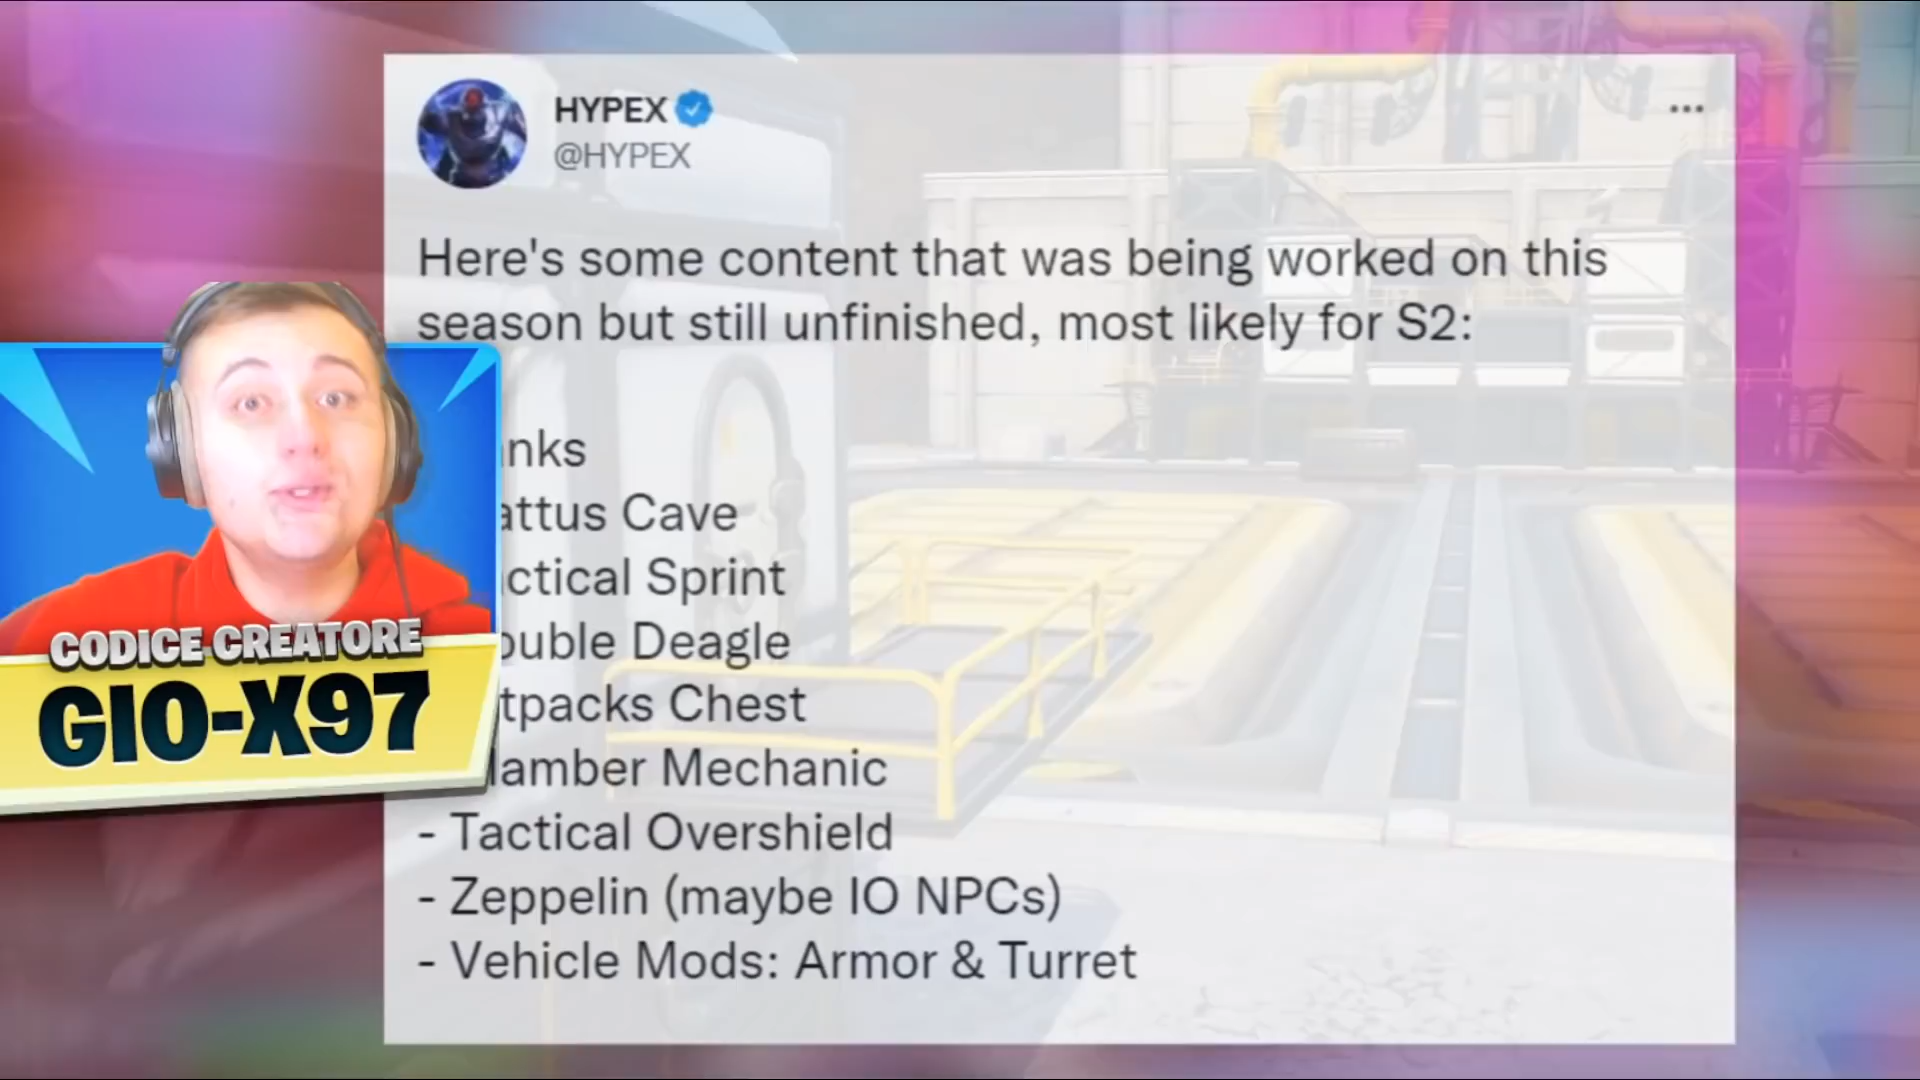 HYPEX
@HYPEX
...
Here's some content that was being worked on this
season but still unfinished, most likely for S2:
nks
attus Cave
ctical Sprint
ouble Deagle
tpacks Chest
lamber Mechanic
- Tactical Overshield
- Zeppelin (maybe IO NPCs)
- Vehicle Mods: Armor & Turret
CODICE CREATORE
GIO-X97